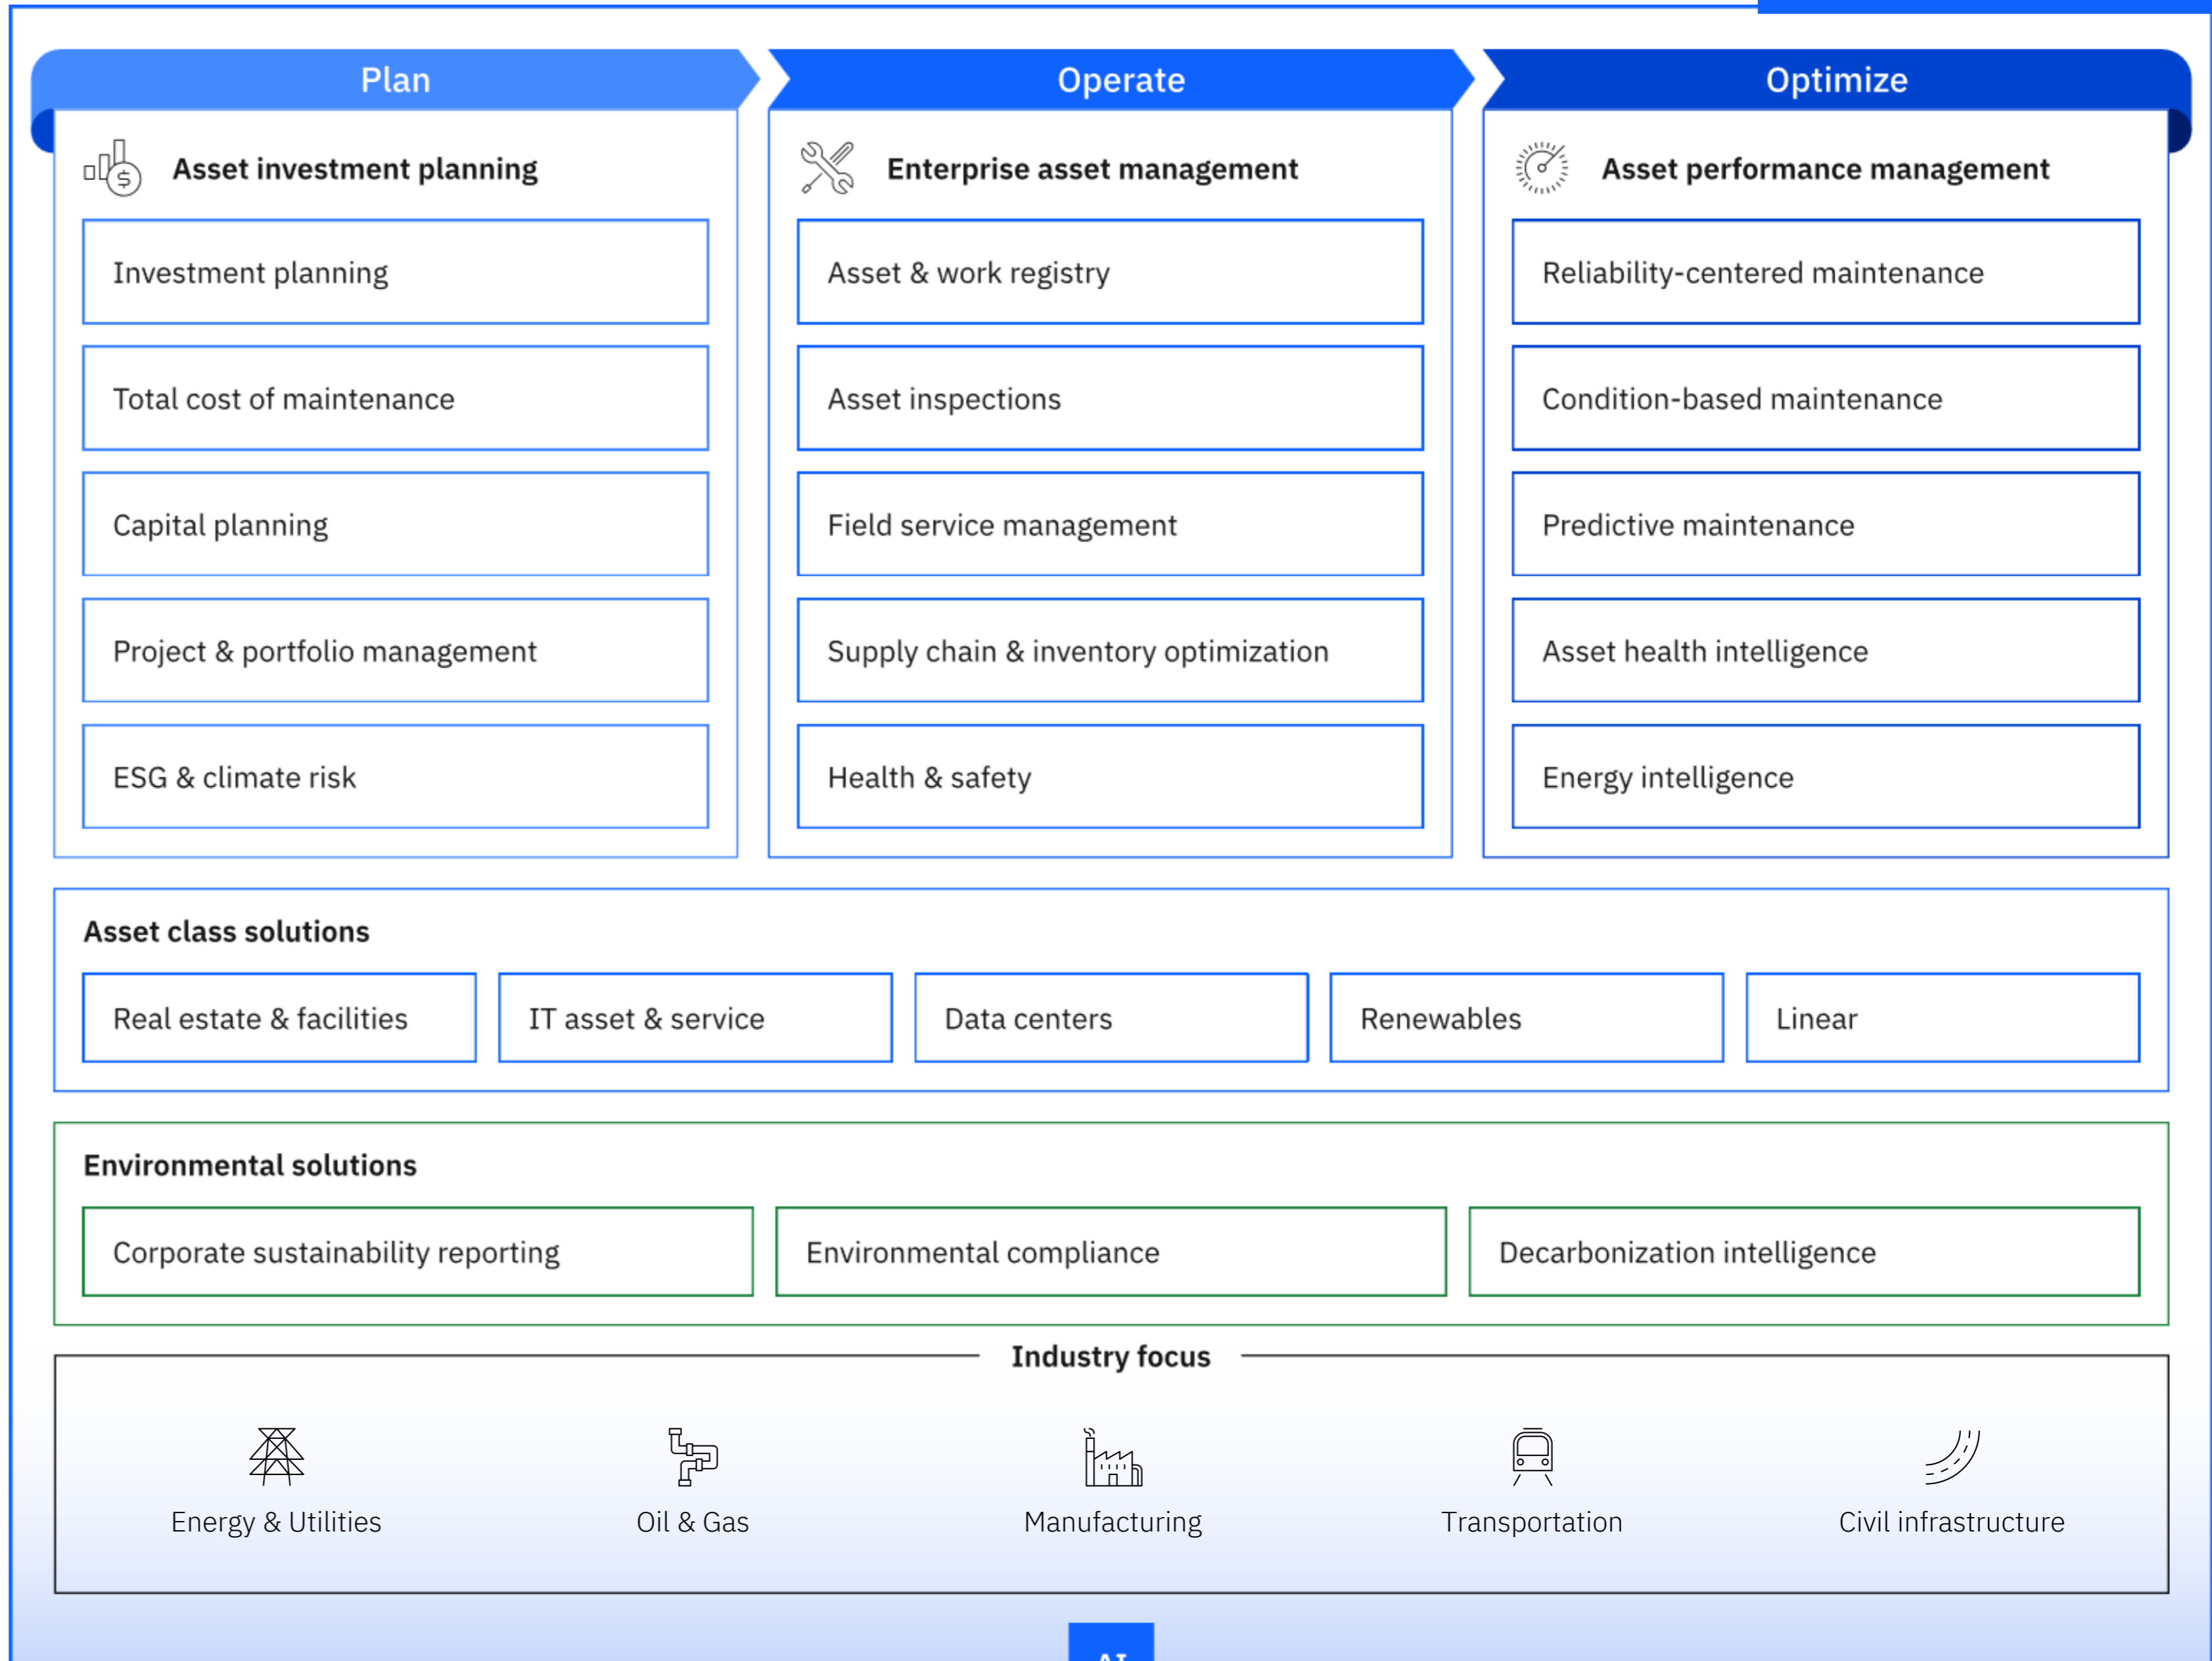 Plan
Operate
Optimize
Asset investment planning
Investment planning
Total cost of maintenance
Capital planning
Project & portfolio management
ESG & climate risk
Enterprise asset management
Asset & work registry
Asset inspections
Field service management
Supply chain & inventory optimization
Health & safety
Asset performance management
Reliability-centered maintenance
Condition-based maintenance
Predictive maintenance
Asset health intelligence
Energy intelligence
Asset class solutions
Real estate & facilities
IT asset & service
Data centers
Renewables
Linear
Environmental solutions
Corporate sustainability reporting
Environmental compliance
Decarbonization intelligence
Industry focus
Energy & Utilities
Oil & Gas
Manufacturing
Transportation
Civil infrastructure
AI